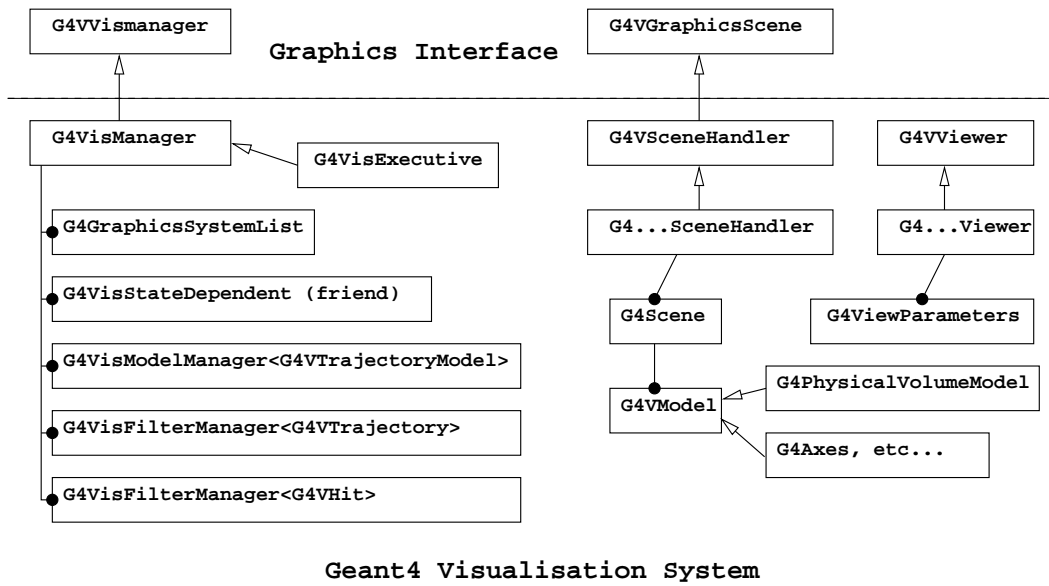 G4VVismanager
Graphics Interface
G4VGraphicsScene
G4VisManager
G4VisExecutive
G4VSceneHandler
G4VViewer
G4GraphicsSystemList
G4...SceneHandler
G4...Viewer
G4VisStateDependent (friend)
G4Scene
G4ViewParameters
G4VisModelManager<G4VTrajectoryModel>
G4VModel
G4PhysicalVolumeModel
G4VisFilterManager<G4VTrajectory>
G4Axes, etc...
G4VisFilterManager<G4VHit>
Geant4 Visualisation System